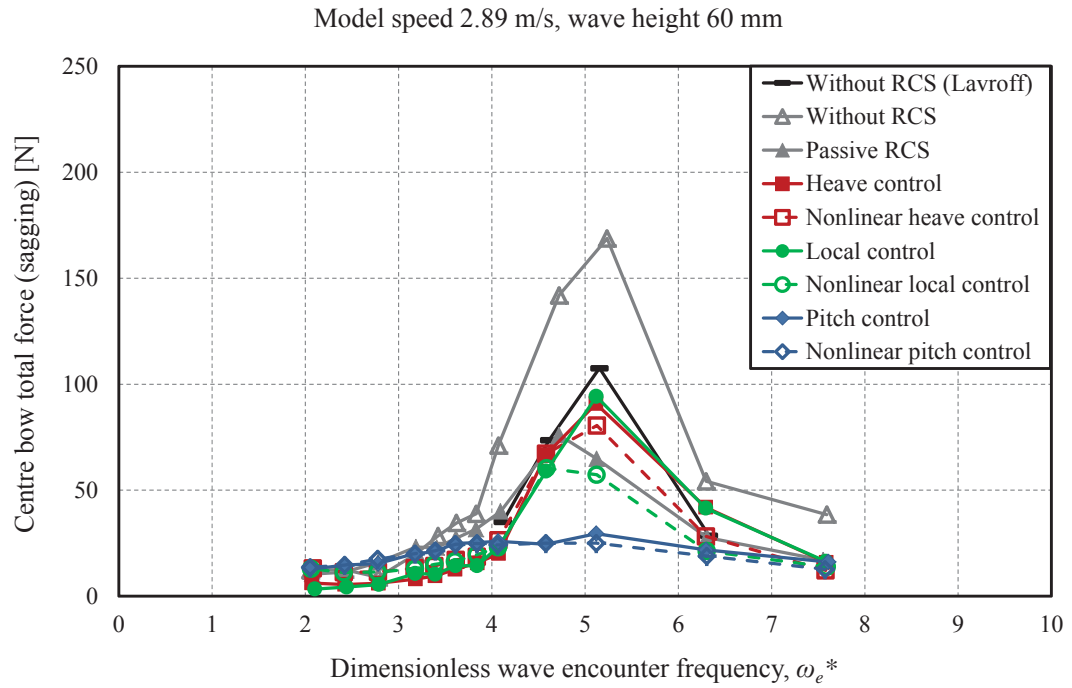 Model speed 2.89 m/s, wave height 60 mm
250
200
150
100
50
0
Centre bow total force (sagging) [N]
Without RCS (Lavroff)
Without RCS
Passive RCS
Heave control
Nonlinear heave control
Local control
Nonlinear local control
Pitch control
Nonlinear pitch control
0 1 2 3 4 5 6 7 8 9 10
Dimensionless wave encounter frequency, ωₑ*